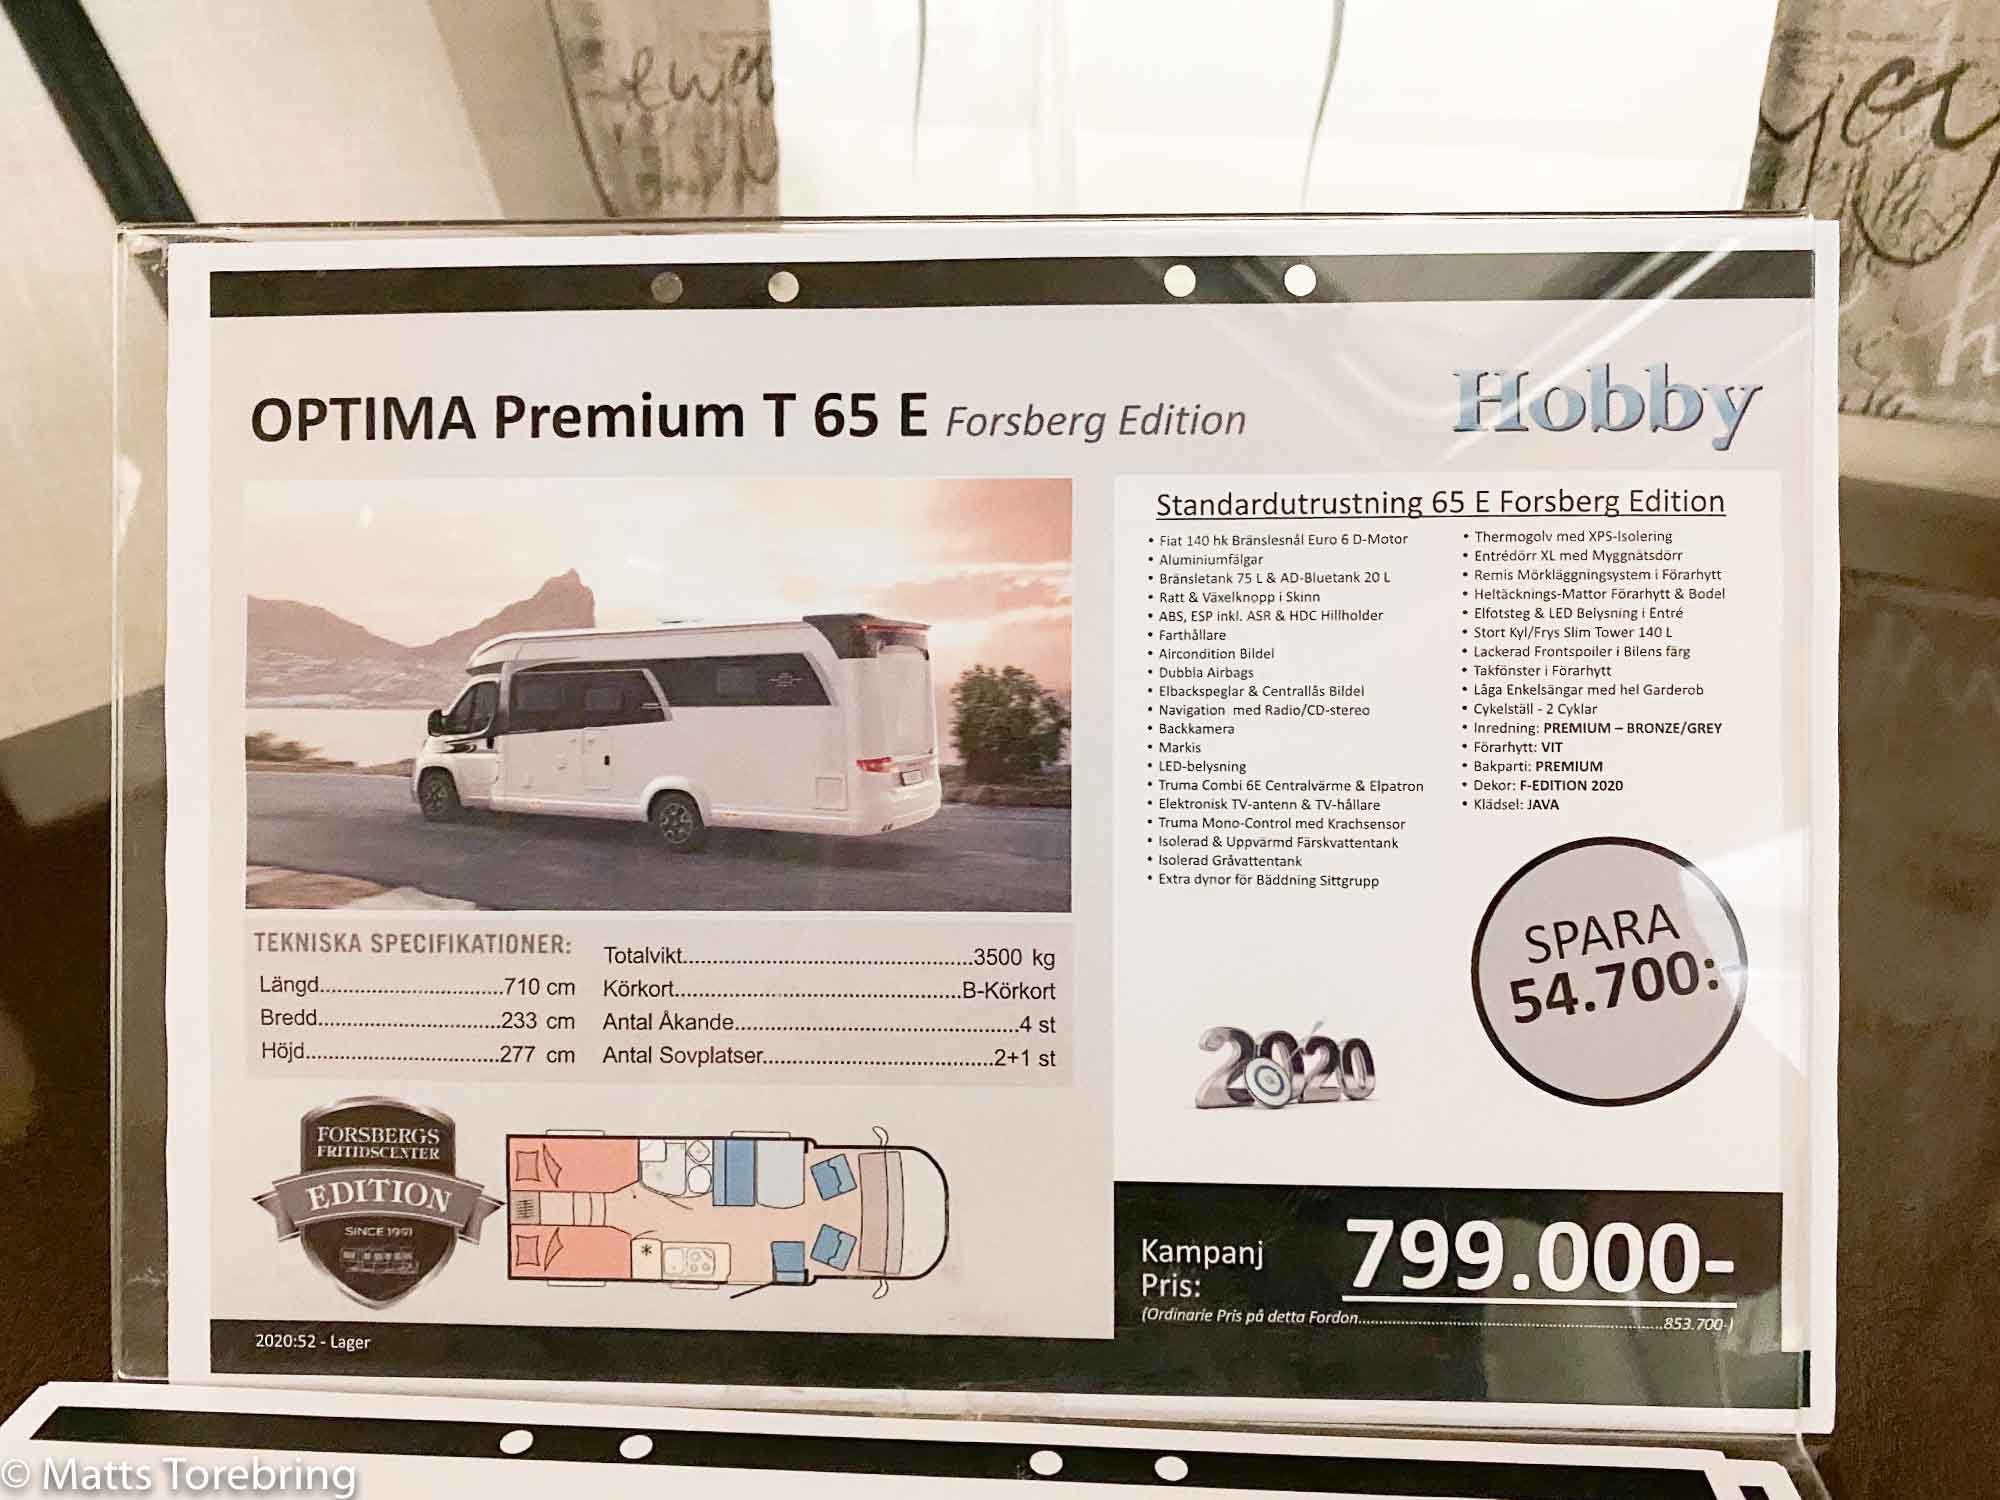 OPTIMA Premium T 65 E Forsberg Edition
Hobby
Standardutrustning 65 E Forsberg Edition
• Fiat 140 hk Bränslesnål Euro 6 D-Motor
• Aluminiumfälgar
• Bränsletank 75 L & AD-Bluetank 20 L
• Ratt & Växelknopp i Skinn
• ABS, ESP inkl. ASR & HDC Hillholder
• Farthållare
• Aircondition Bildel
• Dubbla Airbags
• Elbackspeglar & Centrallås Bildel
• Navigation med Radio/CD-stereo
• Backkamera
• Markis
• LED-belysning
• Truma Combi 6E Centralvärme & Elpatron
• Elektronisk TV-antenn & TV-hållare
• Truma Mono-Control med Krachsensor
• Isolerad & Uppvärmd Färskvattentank
• Isolerad Gråvattentank
• Extra dynor för Bäddning Sittgrupp
• Thermogolv med XPS-Isolering
• Entrédörr XL med Myggnätsdörr
• Remis Mörkläggningsystem i Förarhytt
• Heltäcknings-Mattor Förarhytt & Bodel
• Elfotsteg & LED Belysning i Entré
• Stort Kyl/Frys Slim Tower 140 L
• Lackerad Frontspoiler i Bilens färg
• Takfönster i Förarhytt
• Låga Enkelsängar med hel Garderob
• Cykelställ - 2 Cyklar
• Inredning: PREMIUM – BRONZE/GREY
• Förarhytt: VIT
• Bakparti: PREMIUM
• Dekor: F-EDITION 2020
• Klädsel: JAVA
SPARA
54.700:
2020
TEKNISKA SPECIFIKATIONER:
Längd...............................710 cm
Bredd..............................233 cm
Höjd................................277 cm
Totalvikt................................................3500 kg
Körkort...............................................B-Körkort
Antal Åkande...............................................4 st
Antal Sovplatser......................................2+1 st
FORSBERGS
FRITIDSCENTER
EDITION
SINCE 1991
Kampanj
Pris:
799.000-
(Ordinarie Pris på detta Fordon..............................................................853.700-)
2020:52 - Lager
© Matts Torebring